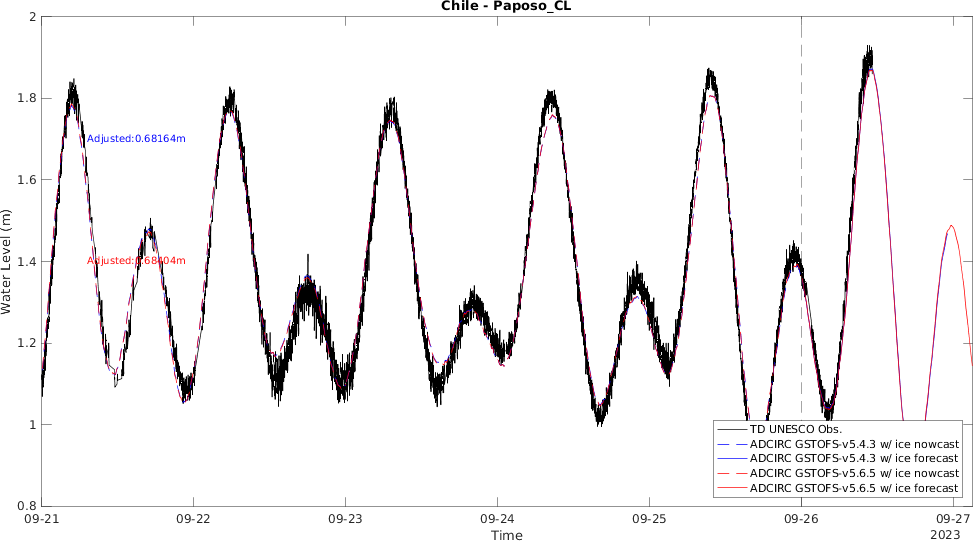 Chile - Paposo_CL
2
1.8
1.6
1.4
1.2
1
0.8
Water Level (m)
Adjusted:0.68164m
Adjusted:0.68404m
TD UNESCO Obs.
ADCIRC GSTOFS-v5.4.3 w/ ice nowcast
ADCIRC GSTOFS-v5.4.3 w/ ice forecast
ADCIRC GSTOFS-v5.6.5 w/ ice nowcast
ADCIRC GSTOFS-v5.6.5 w/ ice forecast
09-21 09-22 09-23 09-24 09-25 09-26 09-27
Time
2023